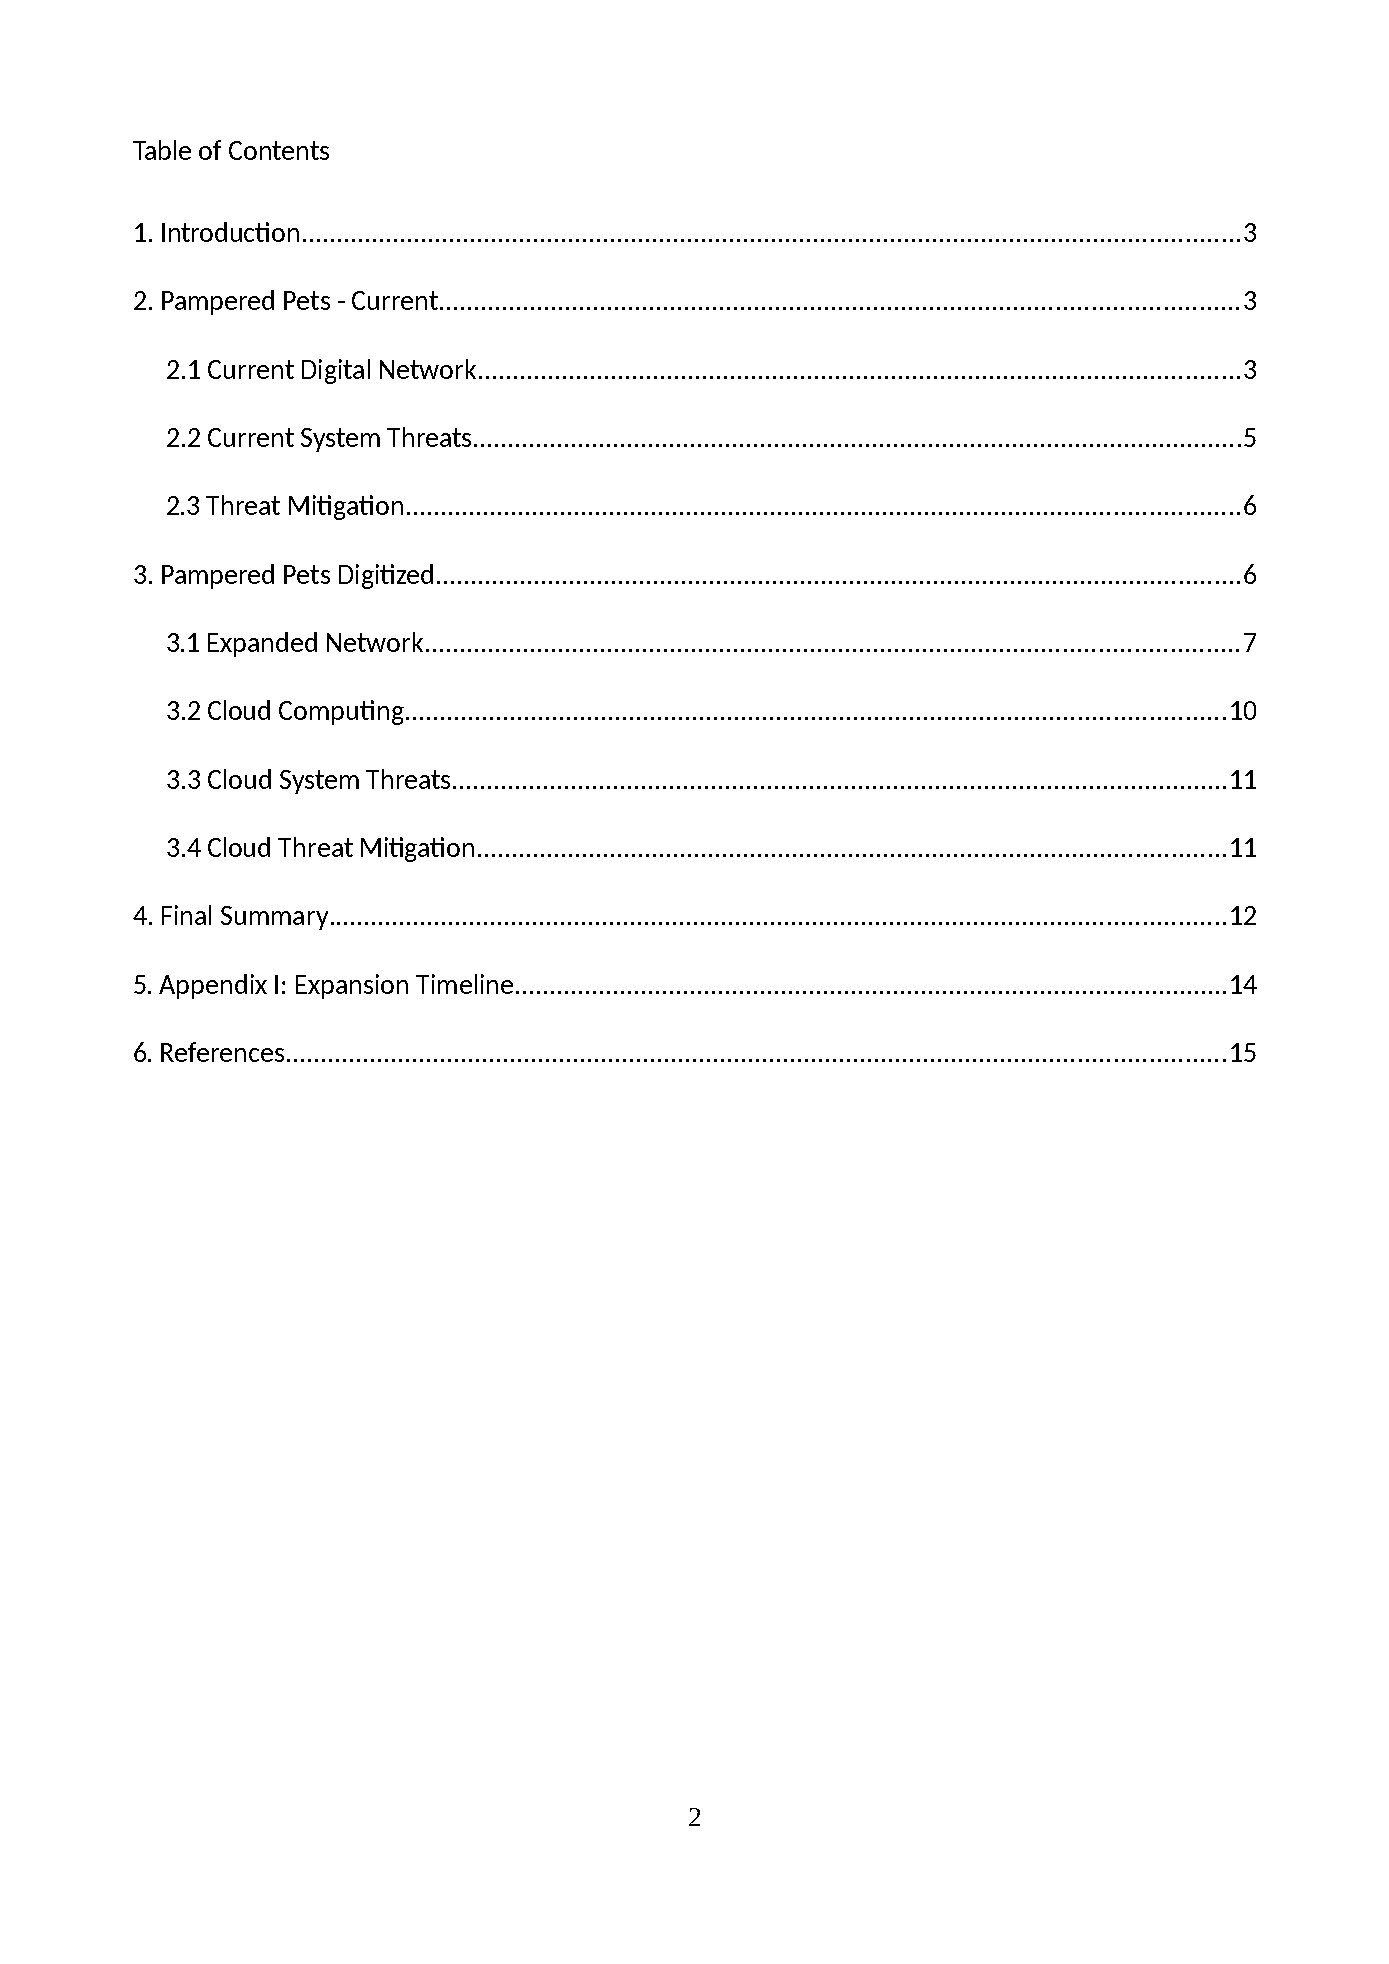 Table of Contents
1. Introduction....................................................................................................................................3
2. Pampered Pets - Current................................................................................................................3
2.1 Current Digital Network............................................................................................................3
2.2 Current System Threats.............................................................................................................5
2.3 Threat Mitigation.......................................................................................................................6
3. Pampered Pets Digitized................................................................................................................6
3.1 Expanded Network....................................................................................................................7
3.2 Cloud Computing.....................................................................................................................10
3.3 Cloud System Threats..............................................................................................................11
3.4 Cloud Threat Mitigation..........................................................................................................11
4. Final Summary..............................................................................................................................12
5. Appendix I: Expansion Timeline....................................................................................................14
6. References.....................................................................................................................................15
2